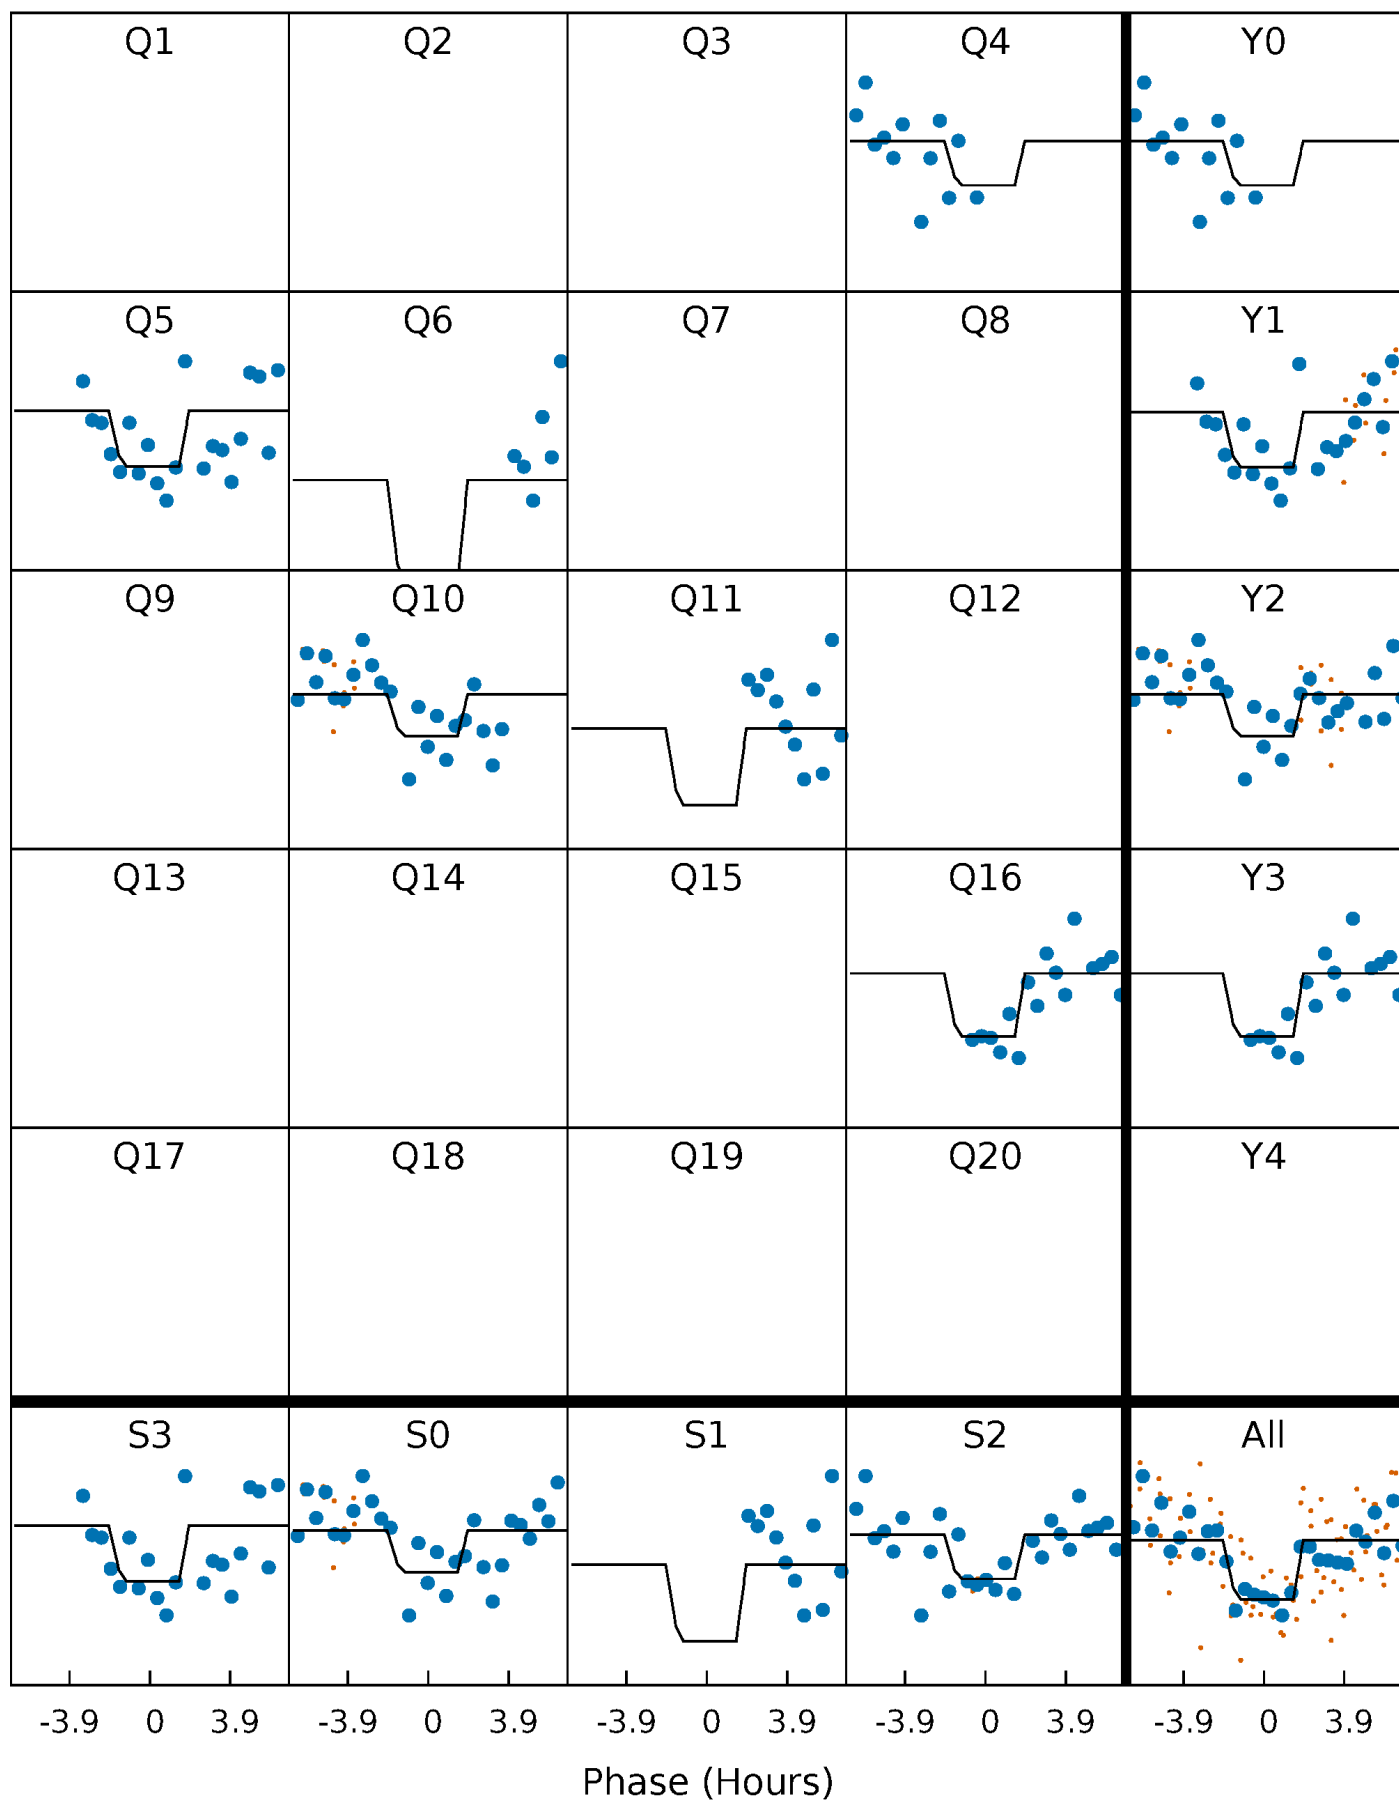 Q1 Q2 Q3 Q4 Y0
Q5 Q6 Q7 Q8 Y1
Q9 Q10 Q11 Q12 Y2
Q13 Q14 Q15 Q16 Y3
Q17 Q18 Q19 Q20 Y4
S3 S0 S1 S2 All
-3.9 0 3.9 -3.9 0 3.9 -3.9 0 3.9 -3.9 0 3.9 -3.9 0 3.9
Phase (Hours)